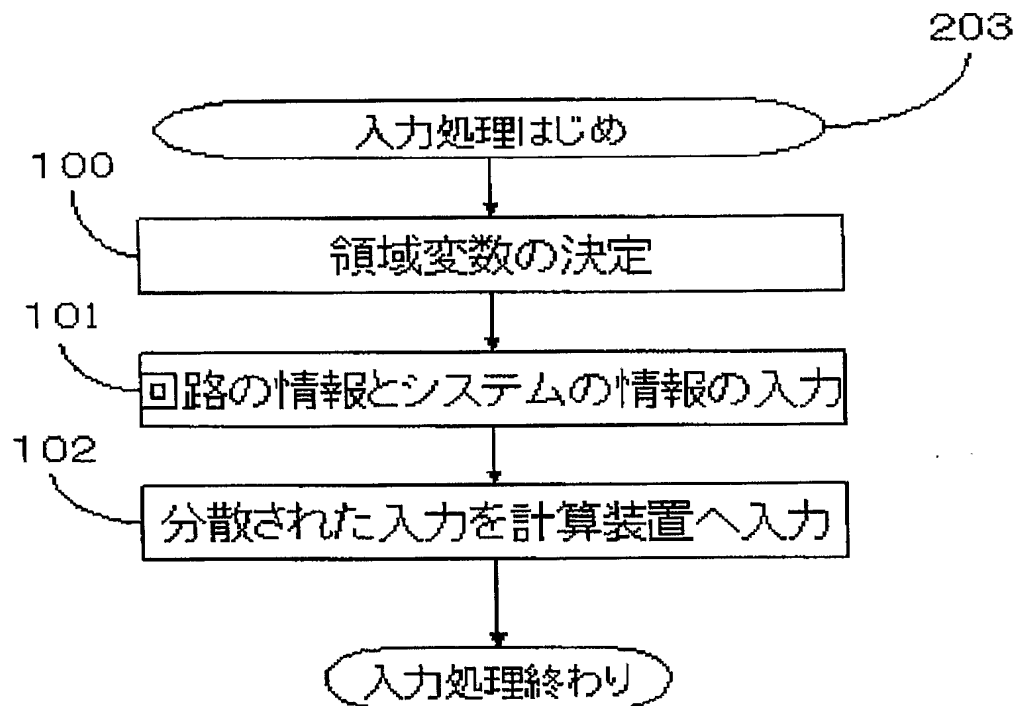 203
入力処理はじめ
100
領域変数の決定
101
回路の情報とシステムの情報の入力
102
分散された入力を計算装置へ入力
入力処理終わり